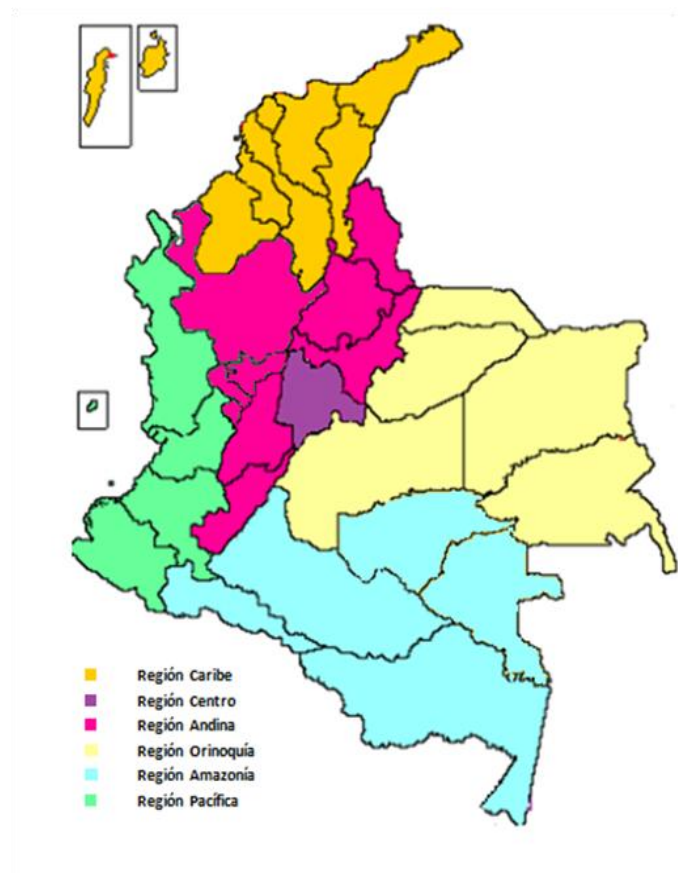 Región Caribe
Región Centro
Región Andina
Región Orinoquía
Región Amazonía
Región Pacífica